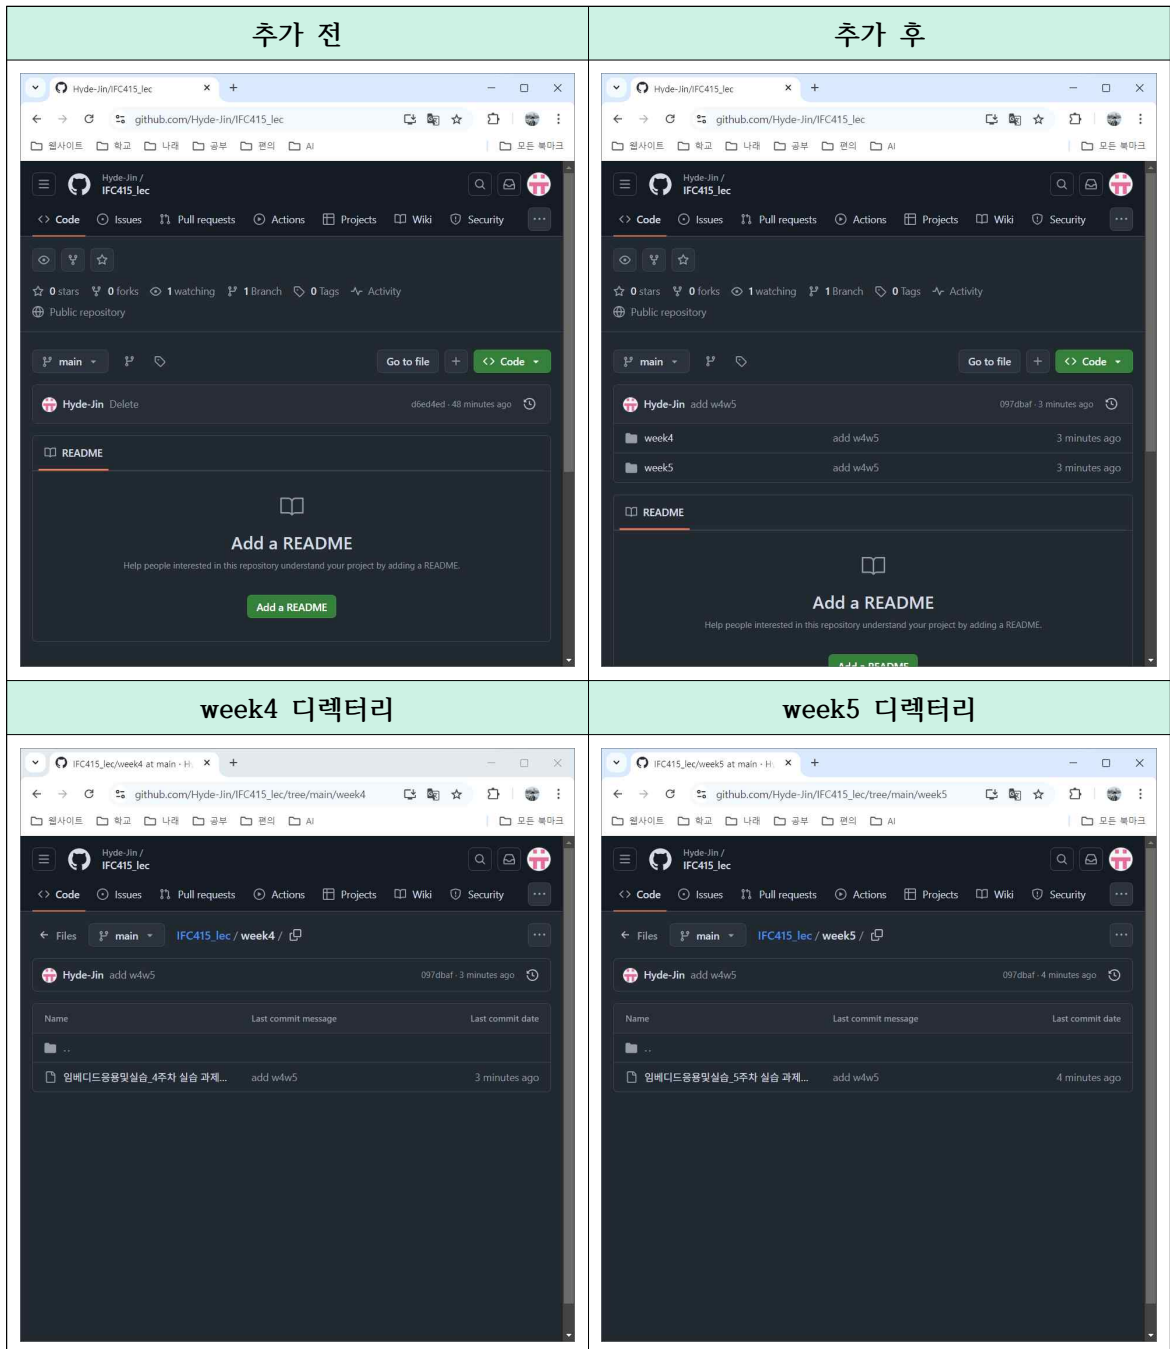 추가 전
추가 후
Hyde-Jin/IFC415_lec
github.com/Hyde-Jin/IFC415_lec
웹사이트 학교 나래 공부 편의 AI 모든 북마크
Hyde-Jin /
IFC415_lec
Code Issues Pull requests Actions Projects Wiki Security
0 stars 0 forks 1 watching 1 Branch 0 Tags Activity
Public repository
main Go to file Code
Hyde-Jin Delete d6ed4ed · 48 minutes ago
README
Add a README
Help people interested in this repository understand your project by adding a README.
Add a README
Hyde-Jin/IFC415_lec
github.com/Hyde-Jin/IFC415_lec
웹사이트 학교 나래 공부 편의 AI 모든 북마크
Hyde-Jin /
IFC415_lec
Code Issues Pull requests Actions Projects Wiki Security
0 stars 0 forks 1 watching 1 Branch 0 Tags Activity
Public repository
main Go to file Code
Hyde-Jin add w4w5 097dbaf · 3 minutes ago
week4 add w4w5 3 minutes ago
week5 add w4w5 3 minutes ago
README
Add a README
Help people interested in this repository understand your project by adding a README.
Add a README
week4 디렉터리
week5 디렉터리
IFC415_lec/week4 at main · H
github.com/Hyde-Jin/IFC415_lec/tree/main/week4
웹사이트 학교 나래 공부 편의 AI 모든 북마크
Hyde-Jin /
IFC415_lec
Code Issues Pull requests Actions Projects Wiki Security
Files main IFC415_lec / week4 /
Hyde-Jin add w4w5 097dbaf · 3 minutes ago
Name Last commit message Last commit date
..
임베디드응용및실습_4주차 실습 과제... add w4w5 3 minutes ago
IFC415_lec/week5 at main · H
github.com/Hyde-Jin/IFC415_lec/tree/main/week5
웹사이트 학교 나래 공부 편의 AI 모든 북마크
Hyde-Jin /
IFC415_lec
Code Issues Pull requests Actions Projects Wiki Security
Files main IFC415_lec / week5 /
Hyde-Jin add w4w5 097dbaf · 4 minutes ago
Name Last commit message Last commit date
..
임베디드응용및실습_5주차 실습 과제... add w4w5 4 minutes ago